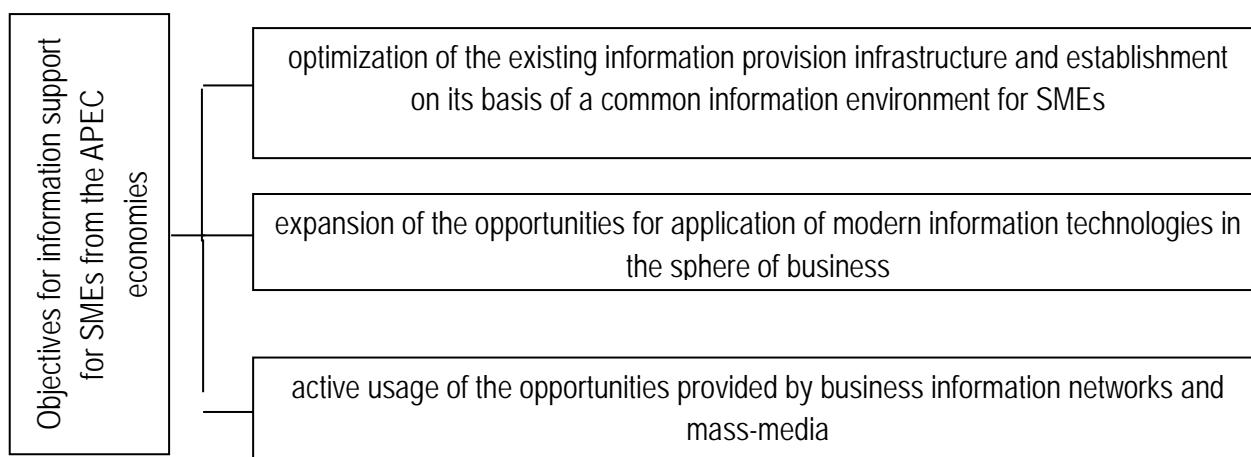 Objectives for information support
for SMEs from the APEC
economies
optimization of the existing information provision infrastructure and establishment
on its basis of a common information environment for SMEs
expansion of the opportunities for application of modern information technologies in
the sphere of business
active usage of the opportunities provided by business information networks and
mass-media